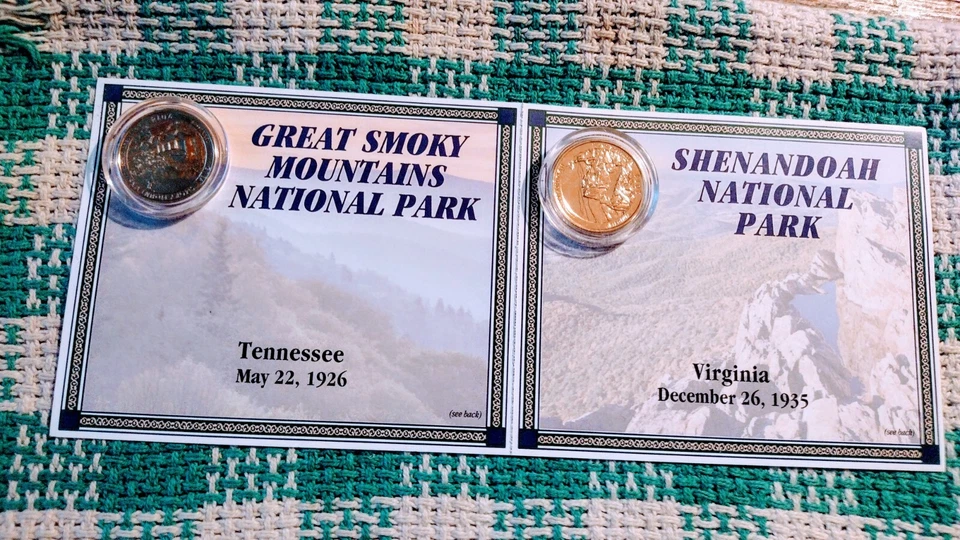 GREAT SMOKY
MOUNTAINS
NATIONAL PARK
Tennessee
May 22, 1926
(see back)
SHENANDOAH
NATIONAL
PARK
Virginia
December 26, 1935
(see back)